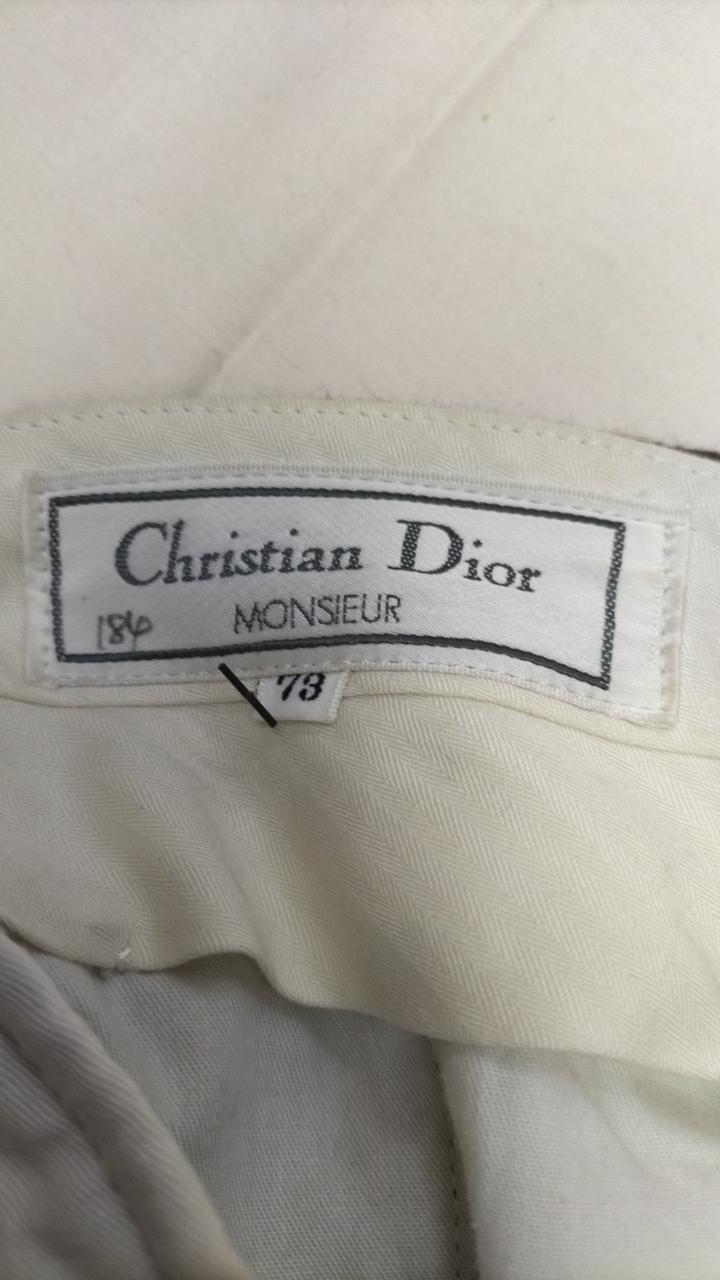 Christian Dior
MONSIEUR
184
73